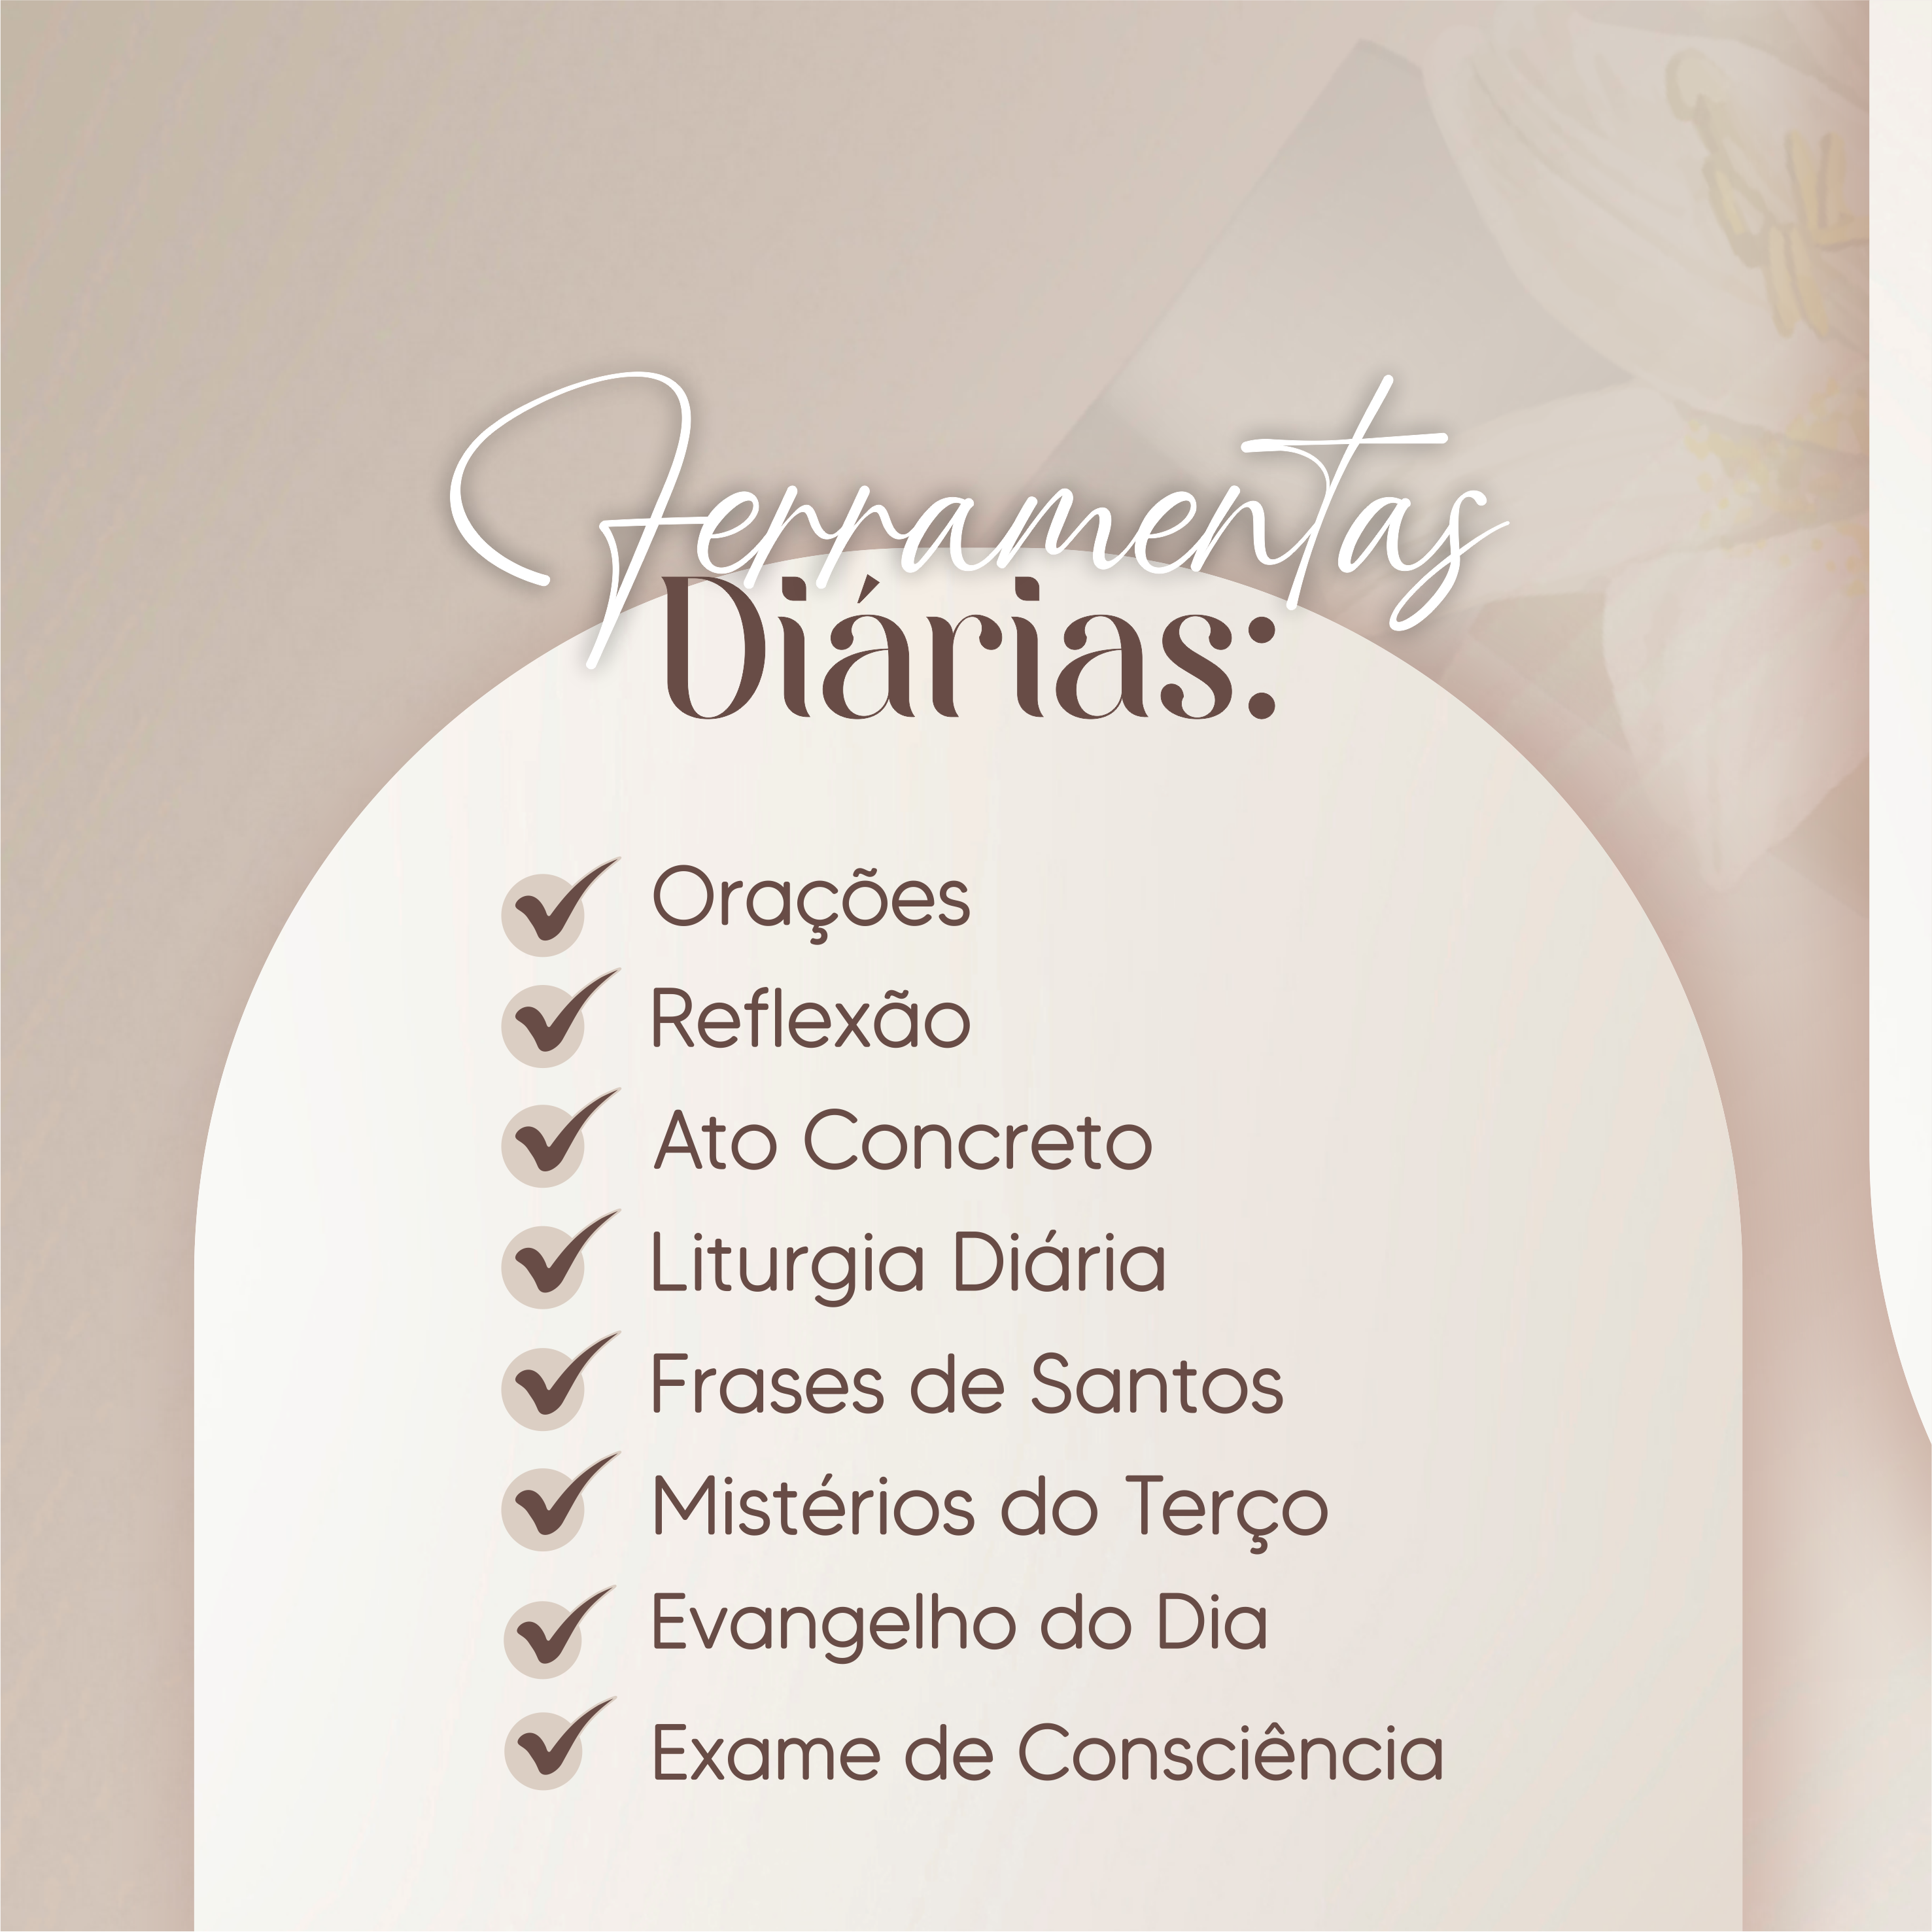 Ferramentas
Diárias:
Orações
Reflexão
Ato Concreto
Liturgia Diária
Frases de Santos
Mistérios do Terço
Evangelho do Dia
Exame de Consciência